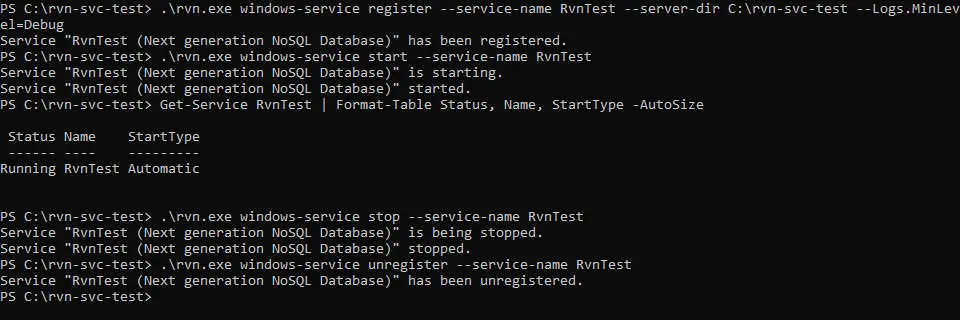 PS C:\rvn-svc-test> .\rvn.exe windows-service register --service-name RvnTest --server-dir C:\rvn-svc-test --Logs.MinLev
el=Debug
Service "RvnTest (Next generation NoSQL Database)" has been registered.
PS C:\rvn-svc-test> .\rvn.exe windows-service start --service-name RvnTest
Service "RvnTest (Next generation NoSQL Database)" is starting.
Service "RvnTest (Next generation NoSQL Database)" started.
PS C:\rvn-svc-test> Get-Service RvnTest | Format-Table Status, Name, StartType -AutoSize
Status Name    StartType
------ ----    ---------
Running RvnTest Automatic
PS C:\rvn-svc-test> .\rvn.exe windows-service stop --service-name RvnTest
Service "RvnTest (Next generation NoSQL Database)" is being stopped.
Service "RvnTest (Next generation NoSQL Database)" stopped.
PS C:\rvn-svc-test> .\rvn.exe windows-service unregister --service-name RvnTest
Service "RvnTest (Next generation NoSQL Database)" has been unregistered.
PS C:\rvn-svc-test>